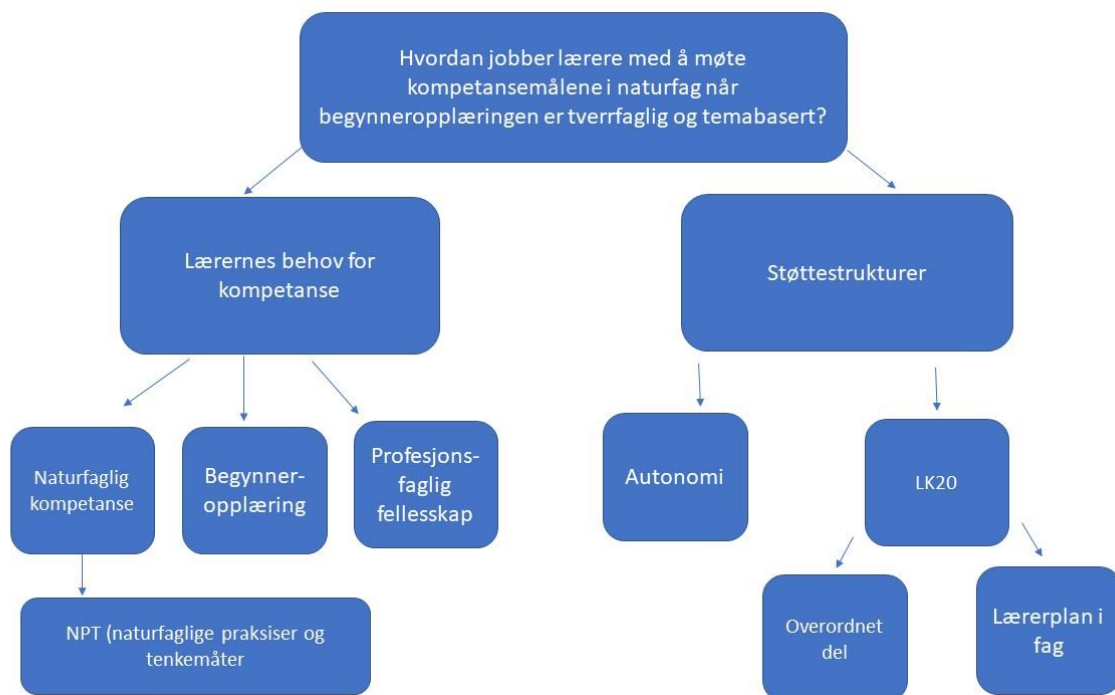 Hvordan jobber lærere med å møte
kompetansemålene i naturfag når
begynneropplæringen er tverrfaglig og temabasert?
Lærernes behov for
kompetanse
Støttestrukturer
Naturfaglig
kompetanse
Begynner-
opplæring
Profesjons-
faglig
fellesskap
Autonomi
LK20
NPT (naturfaglige praksiser og
tenkemåter
Overordnet
del
Lærerplan i
fag